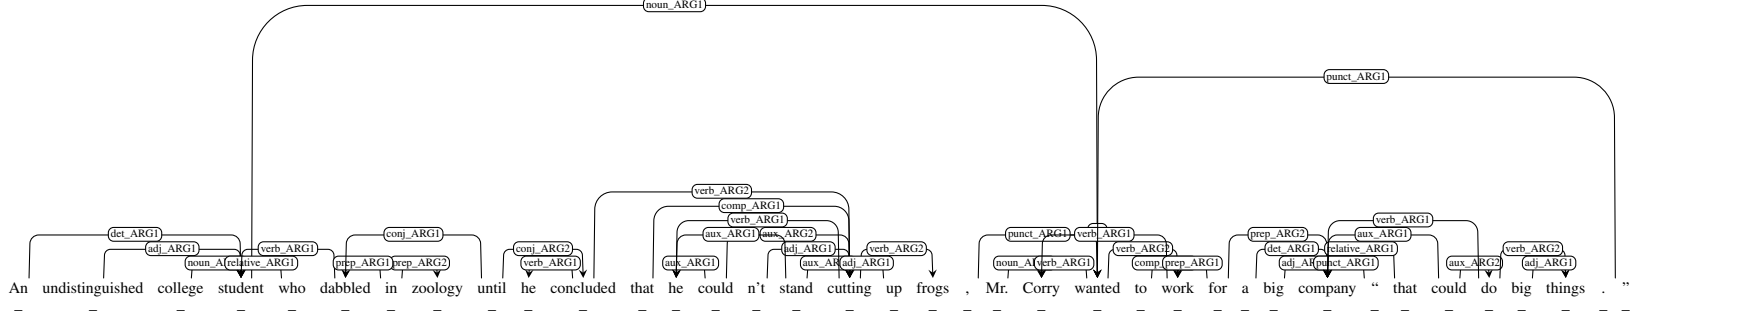 noun_ARG1
punct_ARG1
verb_ARG2
comp_ARG1
verb_ARG1 verb_ARG1
det_ARG1 conj_ARG1 aux_ARG1 aux_ARG2 punct_ARG1 verb_ARG1 prep_ARG2 aux_ARG1
adj_ARG1 verb_ARG1 conj_ARG2 adj_ARG1 verb_ARG2 verb_ARG2 det_ARG1 relative_ARG1 verb_ARG2
relative_ARG1 prep_ARG1 prep_ARG2 verb_ARG1 aux_ARG1 adj_ARG1 verb_ARG1 prep_ARG1 punct_ARG1 aux_ARG2 adj_ARG1
An undistinguished college student who dabbled in zoology until he concluded that he could n't stand cutting up frogs , Mr. Corry wanted to work for a big company “ that could do big things . ”